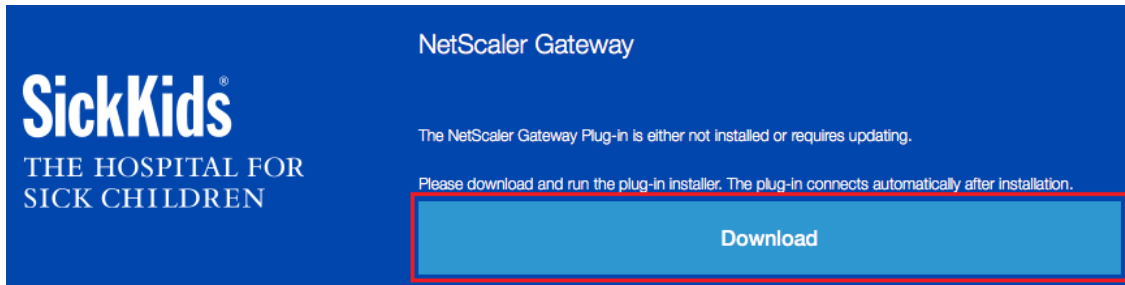 SickKids®
THE HOSPITAL FOR
SICK CHILDREN
NetScaler Gateway
The NetScaler Gateway Plug-in is either not installed or requires updating.
Please download and run the plug-in installer. The plug-in connects automatically after installation.
Download